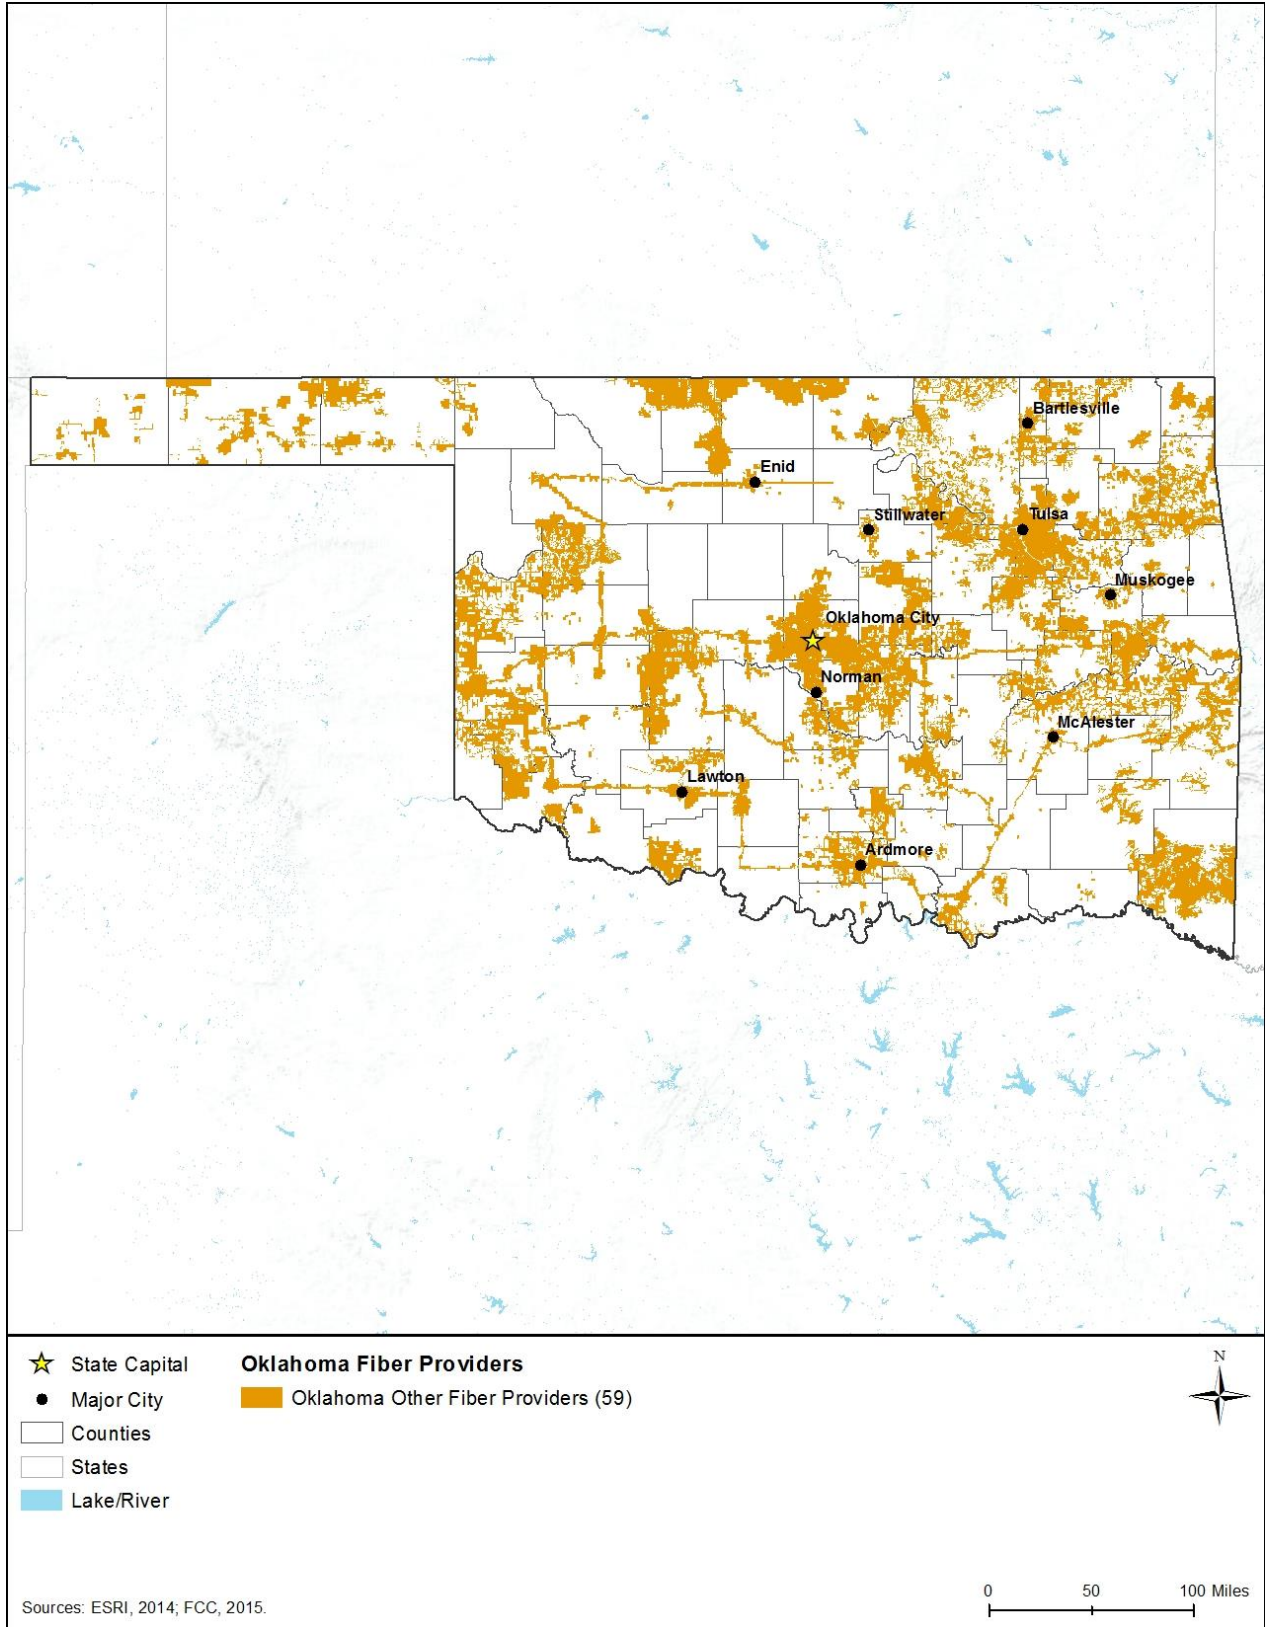 Bartlesville
Enid
Stillwater
Tulsa
Muskogee
Oklahoma City
Norman
McAlester
Lawton
Ardmore
State Capital
Major City
Counties
States
Lake/River
Oklahoma Fiber Providers
Oklahoma Other Fiber Providers (59)
N
0 50 100 Miles
Sources: ESRI, 2014; FCC, 2015.